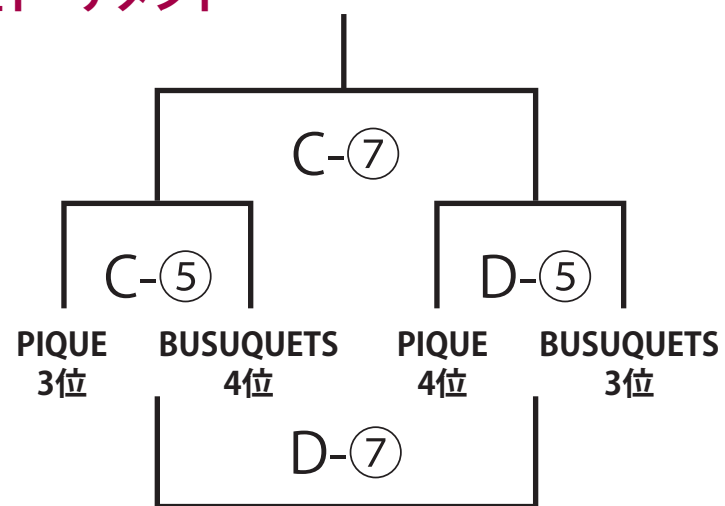 C-⑦
C-⑤ D-⑤
PIQUE BUSUQUETS PIQUE BUSUQUETS
3位 4位 4位 3位
D-⑦